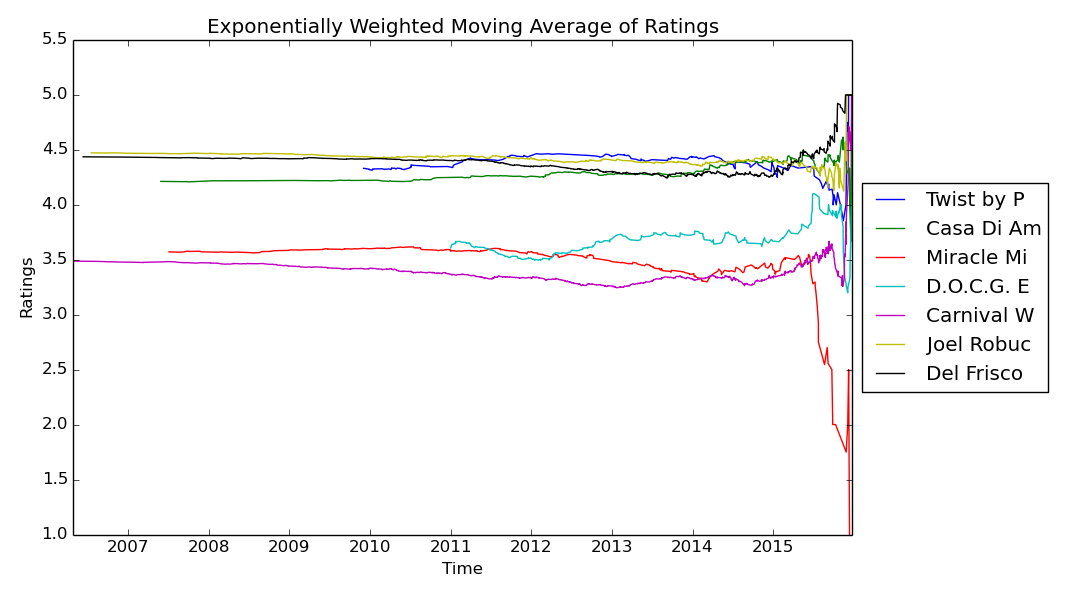 Exponentially Weighted Moving Average of Ratings
5.5
5.0
4.5
4.0
3.5
3.0
2.5
2.0
1.5
1.0
Ratings
2007 2008 2009 2010 2011 2012 2013 2014 2015
Time
Twist by P
Casa Di Am
Miracle Mi
D.O.C.G. E
Carnival W
Joel Robuc
Del Frisco